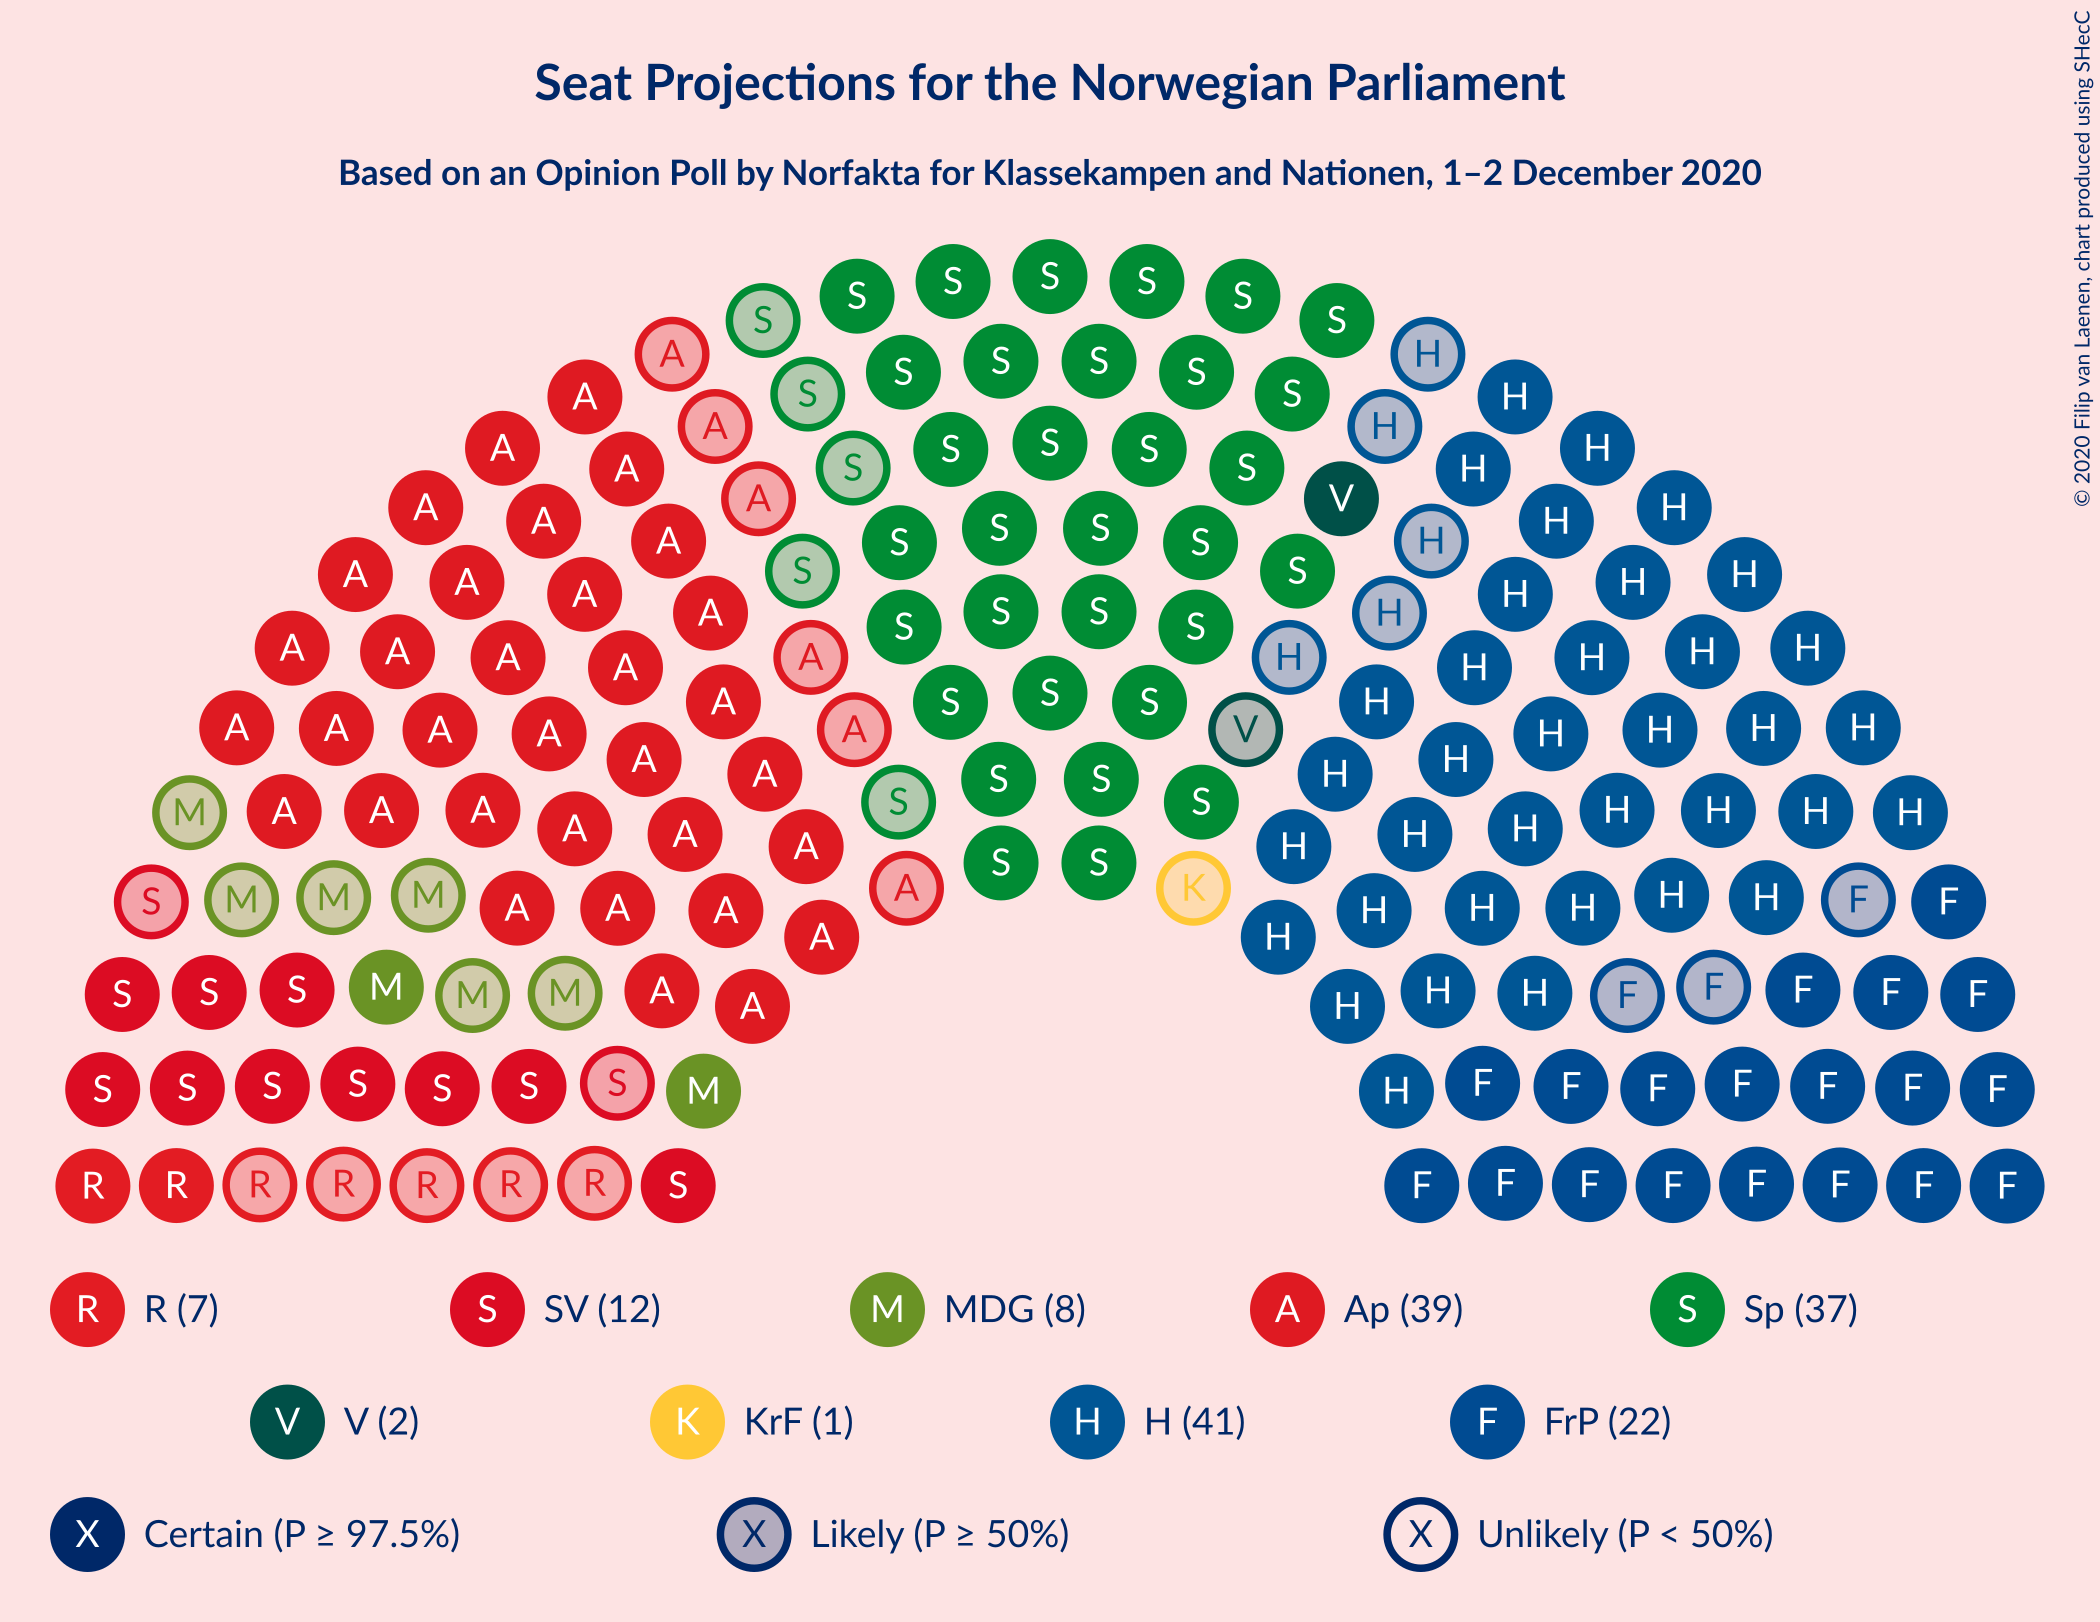 Seat Projections for the Norwegian Parliament
Based on an Opinion Poll by Norfakta for Klassekampen and Nationen, 1–2 December 2020
© 2020 Filip van Laenen, chart produced using SHecC
S S S S S S S
A S S S S S S H
A A S S S S S H H
A A A S S S S V H H
A A A S S S S S H H H
A A A A S S S S H H H H
A A A A A S S S V H H H H H
A A A A A A S S S H H H H H H
M A A A A A A S S K H H H H H H H
S M M M A A A A A H H H H H H F F
S S S M M M A A H H H F F F F F
S S S S S S S M H F F F F F F F
R R R R R R R S F F F F F F F F
R R (7) S SV (12) M MDG (8) A Ap (39) S Sp (37)
V V (2) K KrF (1) H H (41) F FrP (22)
X Certain (P ≥ 97.5%) X Likely (P ≥ 50%) X Unlikely (P < 50%)